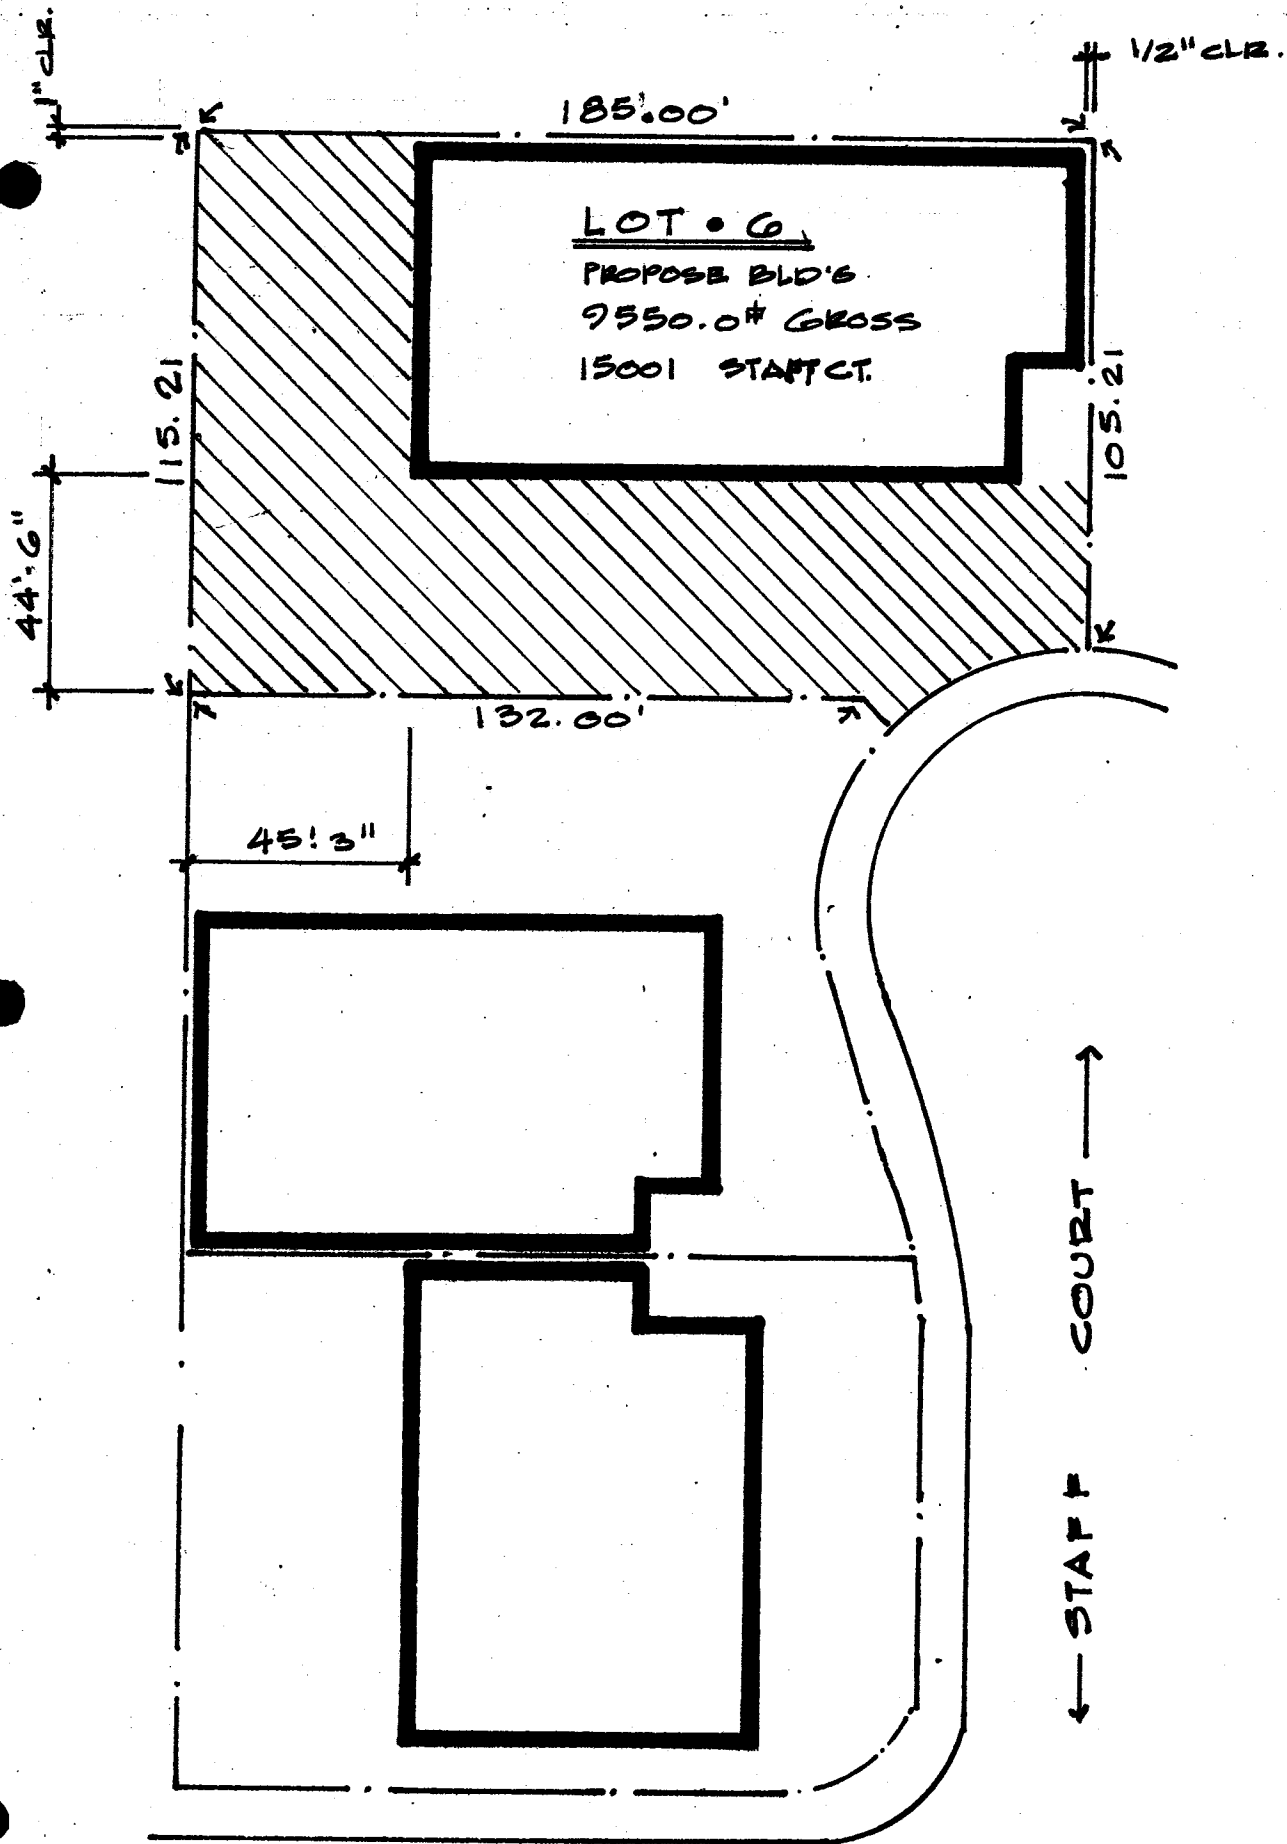 1" CLR.
1/2" CLR.
185'.00'
LOT • 6
PROPOSE BLD'G
9550.0# GROSS
15001 STAFF CT.
115.21
105.21
44'-6"
132.00'
45'-3"
STAFF COURT